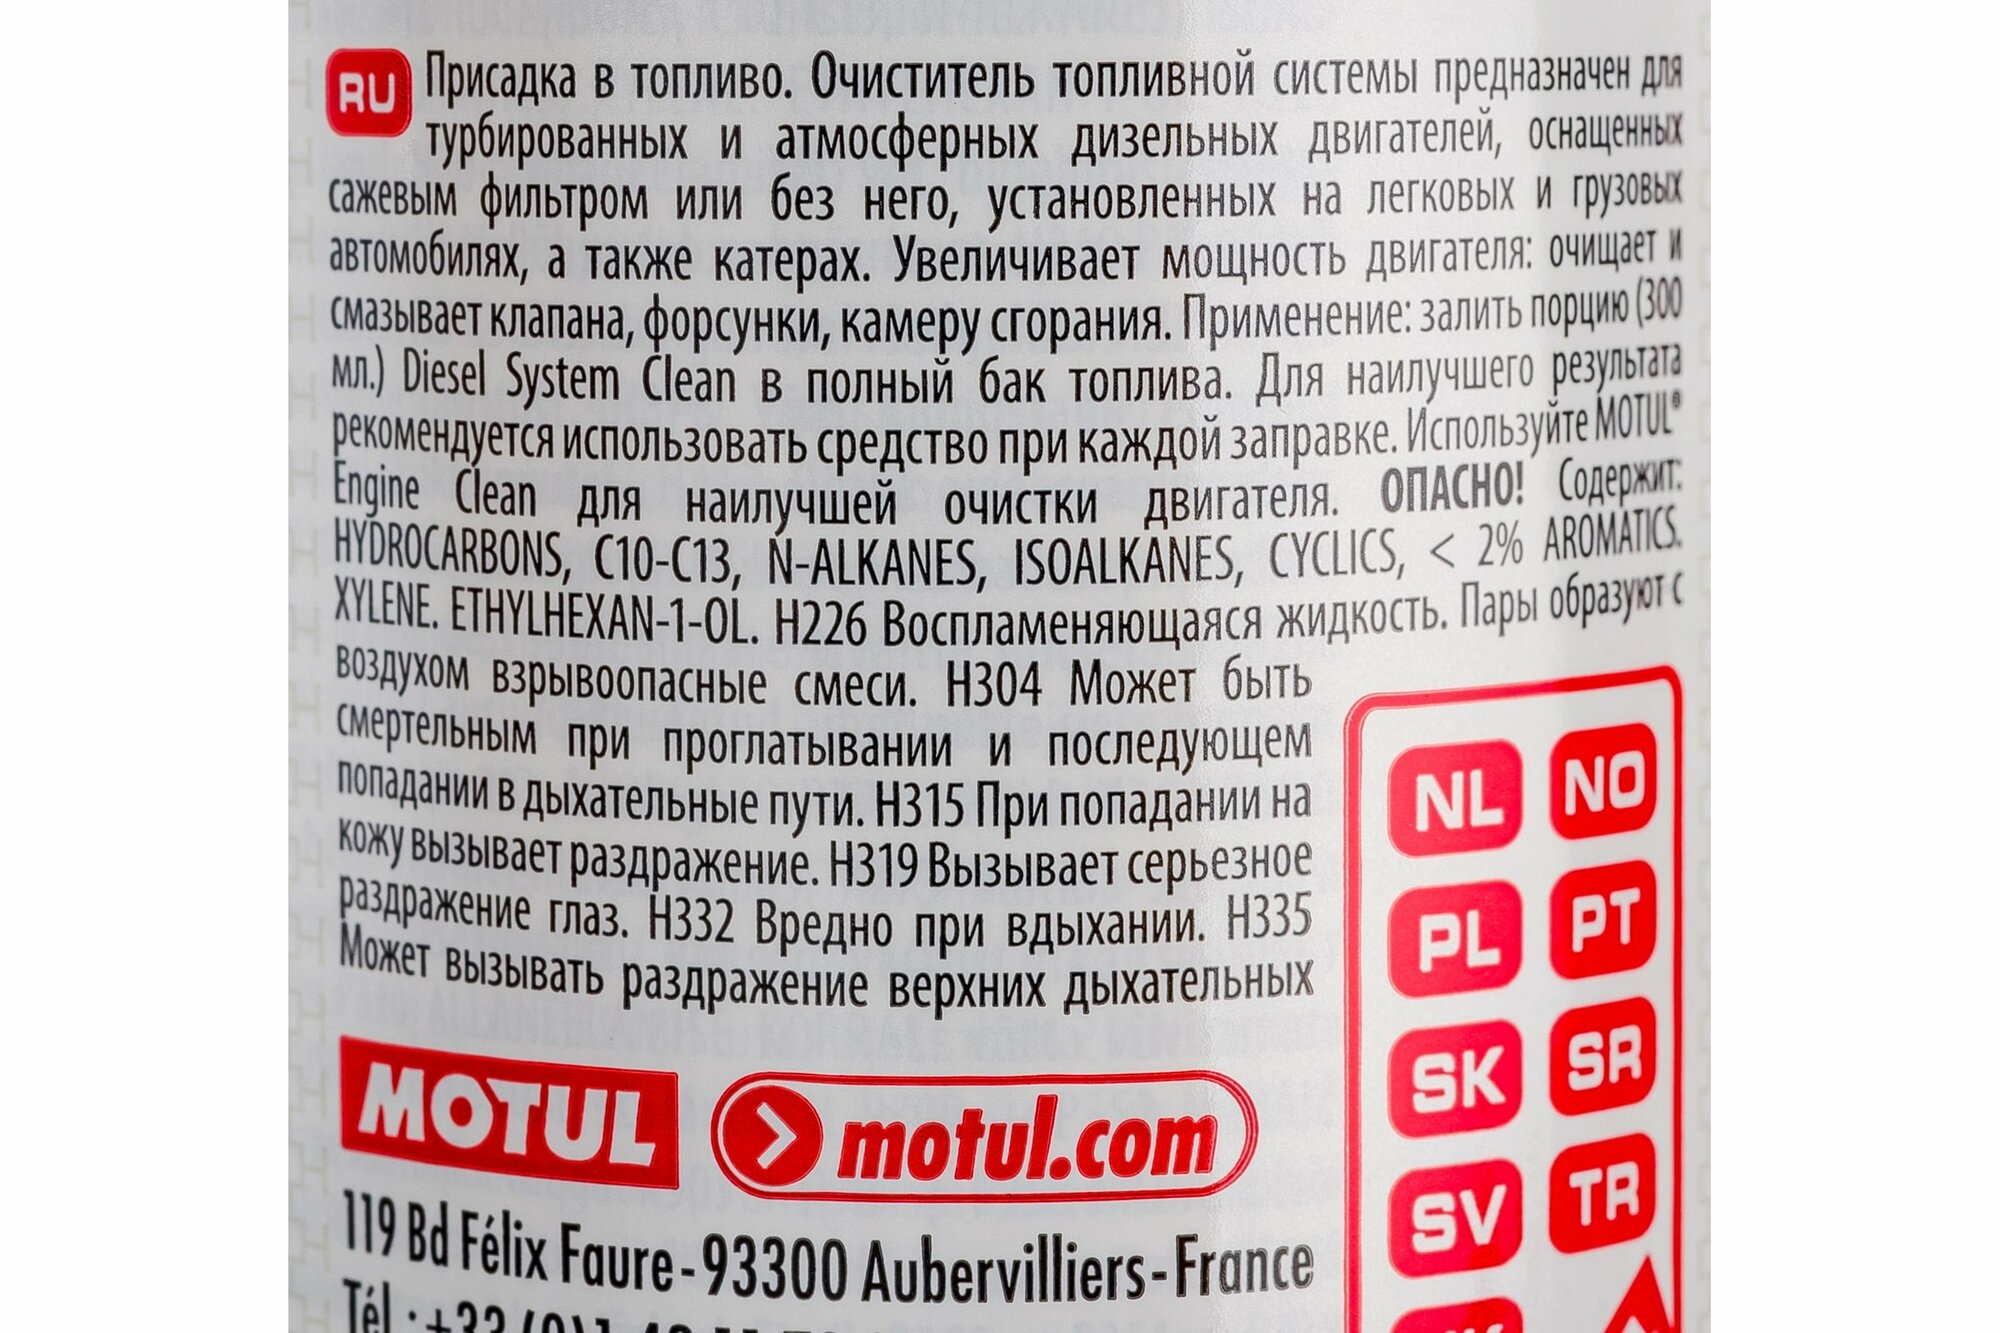 RU Присадка в топливо. Очиститель топливной системы предназначен для
турбированных и атмосферных дизельных двигателей, оснащенных
сажевым фильтром или без него, установленных на легковых и грузовых
автомобилях, а также катерах. Увеличивает мощность двигателя: очищает и
смазывает клапана, форсунки, камеру сгорания. Применение: залить порцию (300
мл.) Diesel System Clean в полный бак топлива. Для наилучшего результата
рекомендуется использовать средство при каждой заправке. Используйте MOTUL®
Engine Clean для наилучшей очистки двигателя. ОПАСНО! Содержит:
HYDROCARBONS, C10-C13, N-ALKANES, ISOALKANES, CYCLICS, < 2% AROMATICS.
XYLENE. ETHYLHEXAN-1-OL. H226 Воспламеняющаяся жидкость. Пары образуют с
воздухом взрывоопасные смеси. H304 Может быть
смертельным при проглатывании и последующем
попадании в дыхательные пути. H315 При попадании на
кожу вызывает раздражение. H319 Вызывает серьезное
раздражение глаз. H332 Вредно при вдыхании. H335
Может вызывать раздражение верхних дыхательных
NL NO
PL PT
SK SR
SV TR
MOTUL motul.com
119 Bd Félix Faure - 93300 Aubervilliers - France
Tél : +33 (0)1